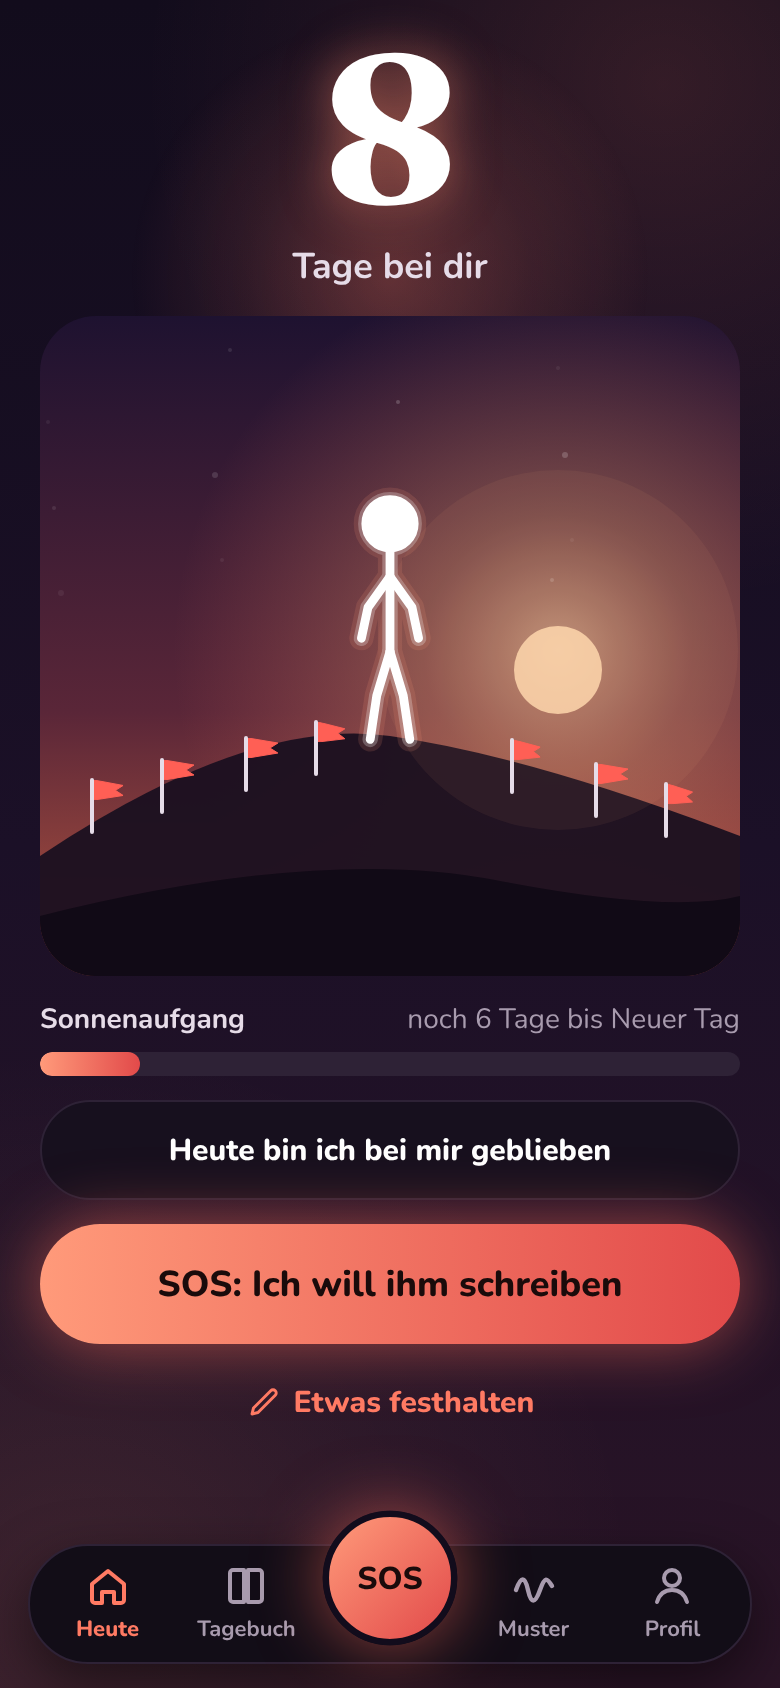 8
Tage bei dir
Sonnenaufgang noch 6 Tage bis Neuer Tag
Heute bin ich bei mir geblieben
SOS: Ich will ihm schreiben
Etwas festhalten
SOS
Heute Tagebuch Muster Profil